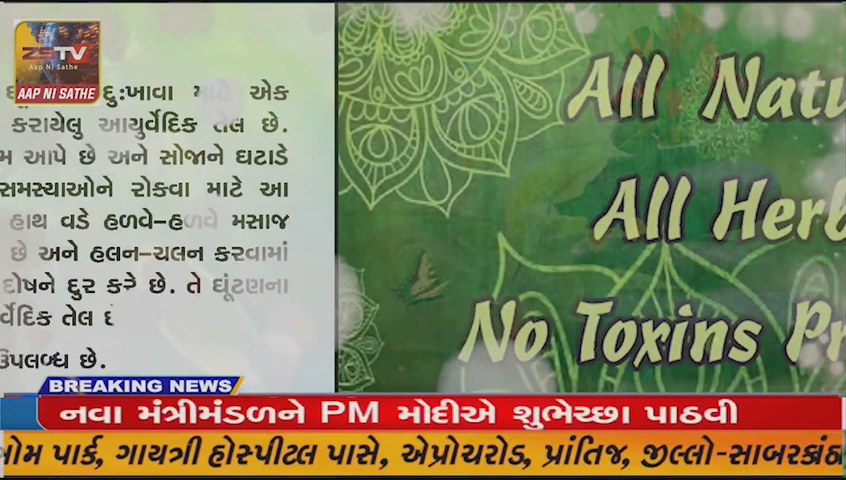 ZSTV
Aap Ni Sathe
AAP NI SATHE
દુઃખાવા માટે એક
કરાયેલુ આયુર્વેદિક તેલ છે.
આપે છે અને સોજાને ઘટાડે
સમસ્યાઓને રોકવા માટે આ
હાથ વડે હળવે-હળવે મસાજ
છે અને હલન-ચલન કરવામાં
દોષને દુર કરે છે. તે ઘૂંટણના
તેલ
ઉપલબ્ધ છે.
All Natu
All Herb
No Toxins Pr
BREAKING NEWS
નવા મંત્રીમંડળને PM મોદીએ શુભેચ્છા પાઠવી
પાર્ક, ગાયત્રી હોસ્પીટલ પાસે, એપ્રોચરોડ, પ્રાંતિજ, જીલ્લો-સાબરકાંઠા